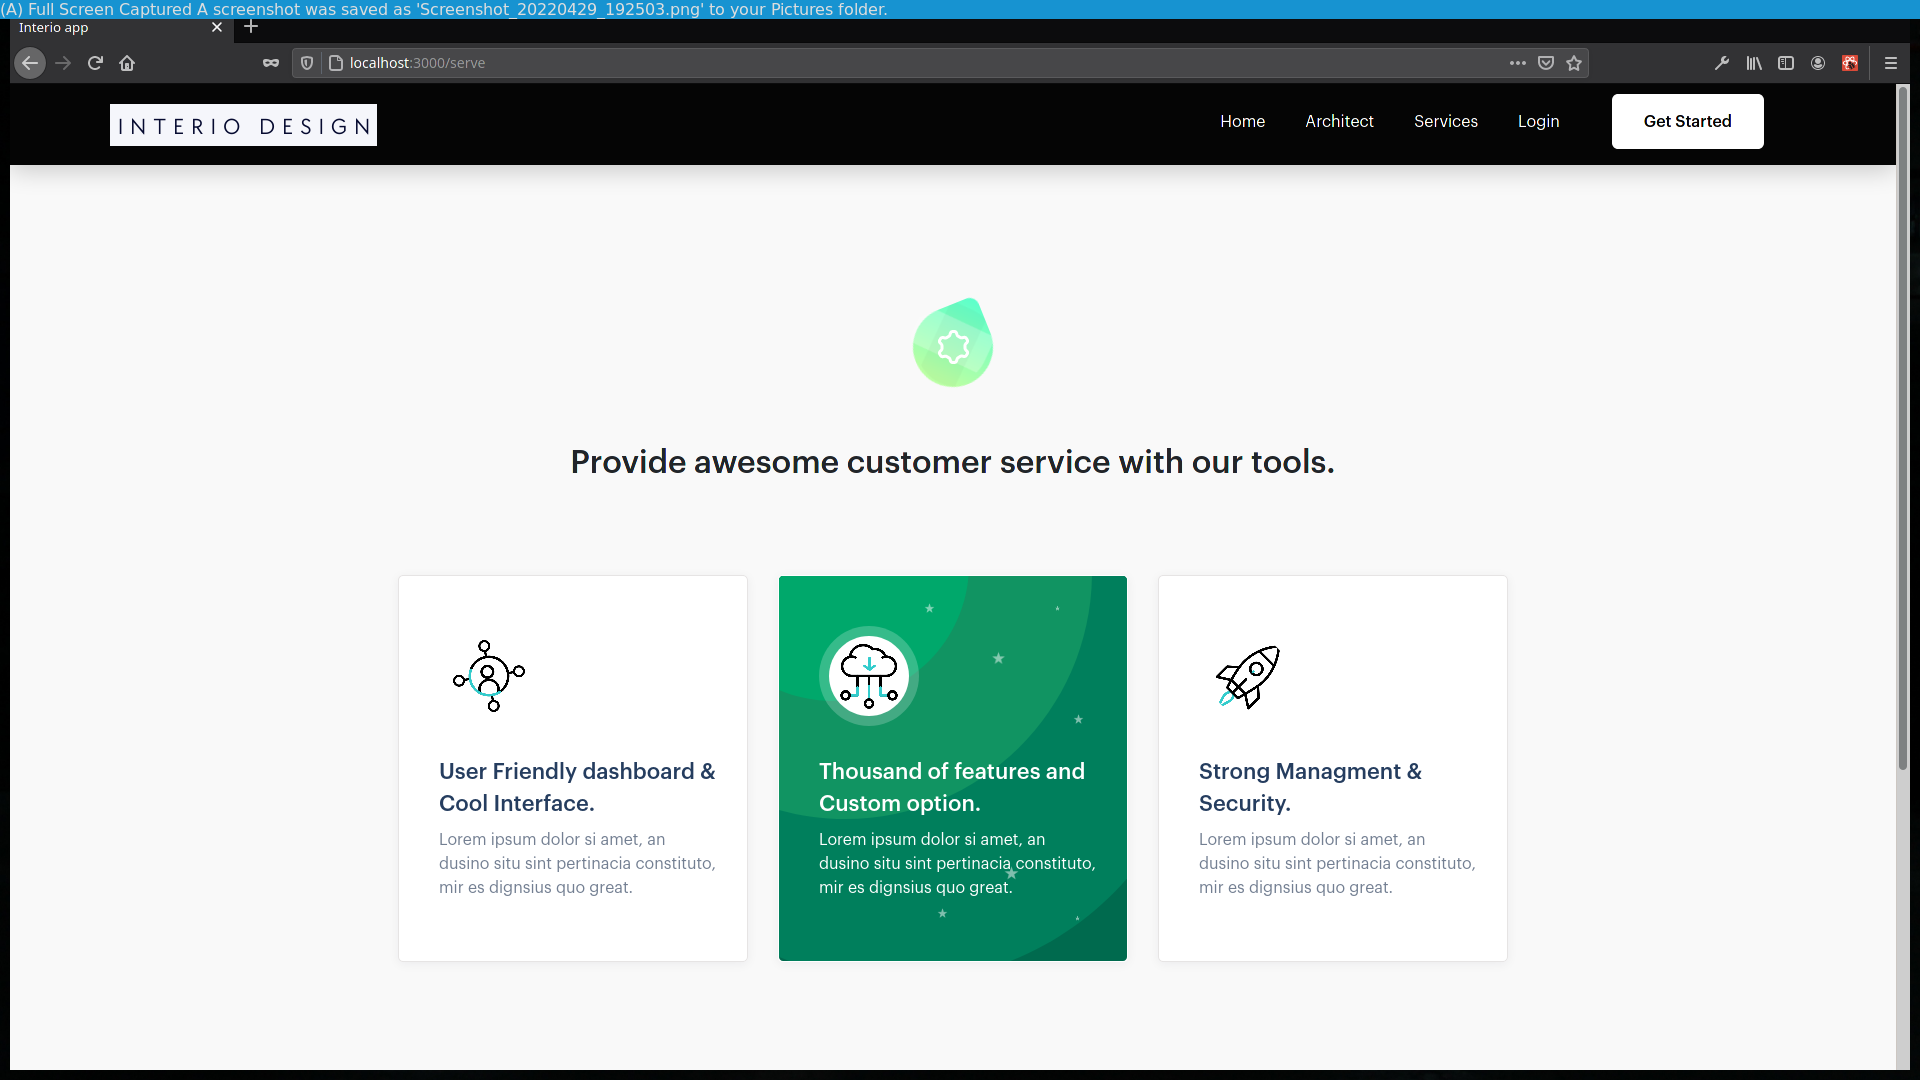 (A) Full Screen Captured A screenshot was saved as 'Screenshot_20220429_192503.png' to your Pictures folder.
Interio app
localhost:3000/serve
INTERIO DESIGN
Home
Architect
Services
Login
Get Started
Provide awesome customer service with our tools.
User Friendly dashboard &
Cool Interface.
Lorem ipsum dolor si amet, an
dusino situ sint pertinacia constituto,
mir es dignsius quo great.
Thousand of features and
Custom option.
Lorem ipsum dolor si amet, an
dusino situ sint pertinacia constituto,
mir es dignsius quo great.
Strong Managment &
Security.
Lorem ipsum dolor si amet, an
dusino situ sint pertinacia constituto,
mir es dignsius quo great.